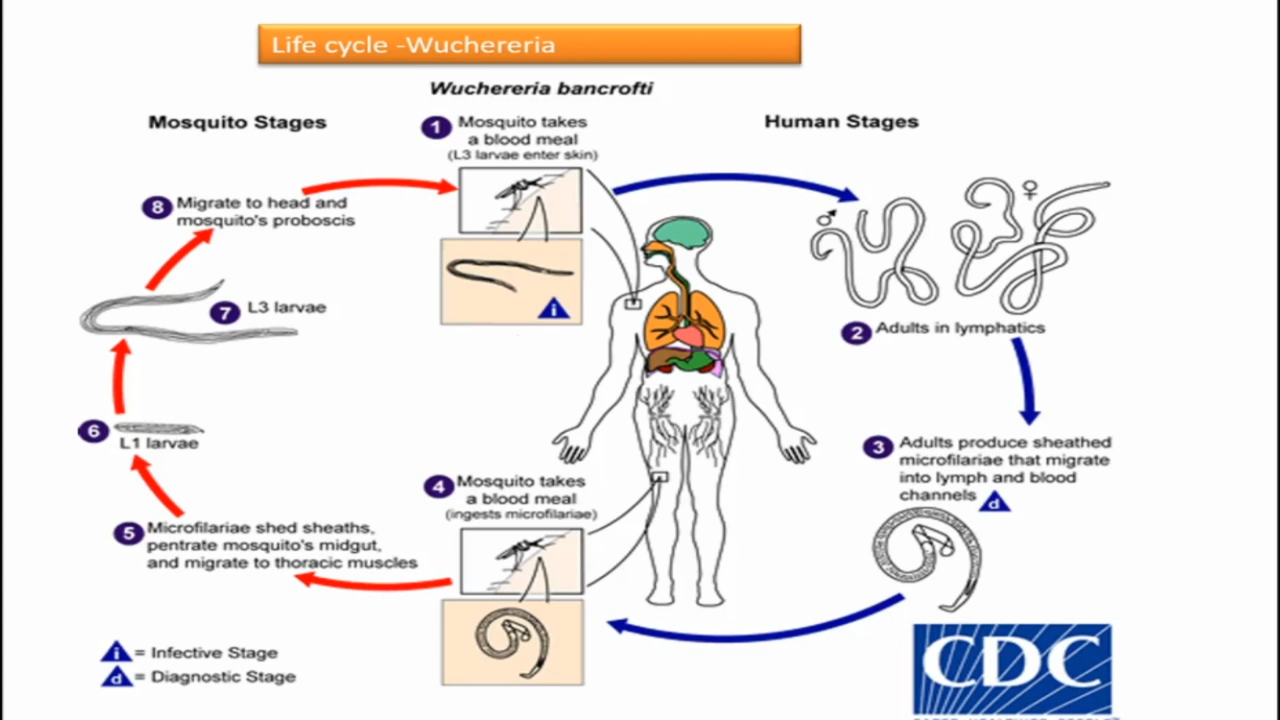 Life cycle -Wuchereria
Wuchereria bancrofti
Mosquito Stages
Human Stages
1 Mosquito takes
a blood meal
(L3 larvae enter skin)
i
♂
♀
2 Adults in lymphatics
3 Adults produce sheathed
microfilariae that migrate
into lymph and blood
channels d
4 Mosquito takes
a blood meal
(ingests microfilariae)
5 Microfilariae shed sheaths,
pentrate mosquito's midgut,
and migrate to thoracic muscles
6
L1 larvae
7 L3 larvae
8 Migrate to head and
mosquito's proboscis
i = Infective Stage
d = Diagnostic Stage
CDC